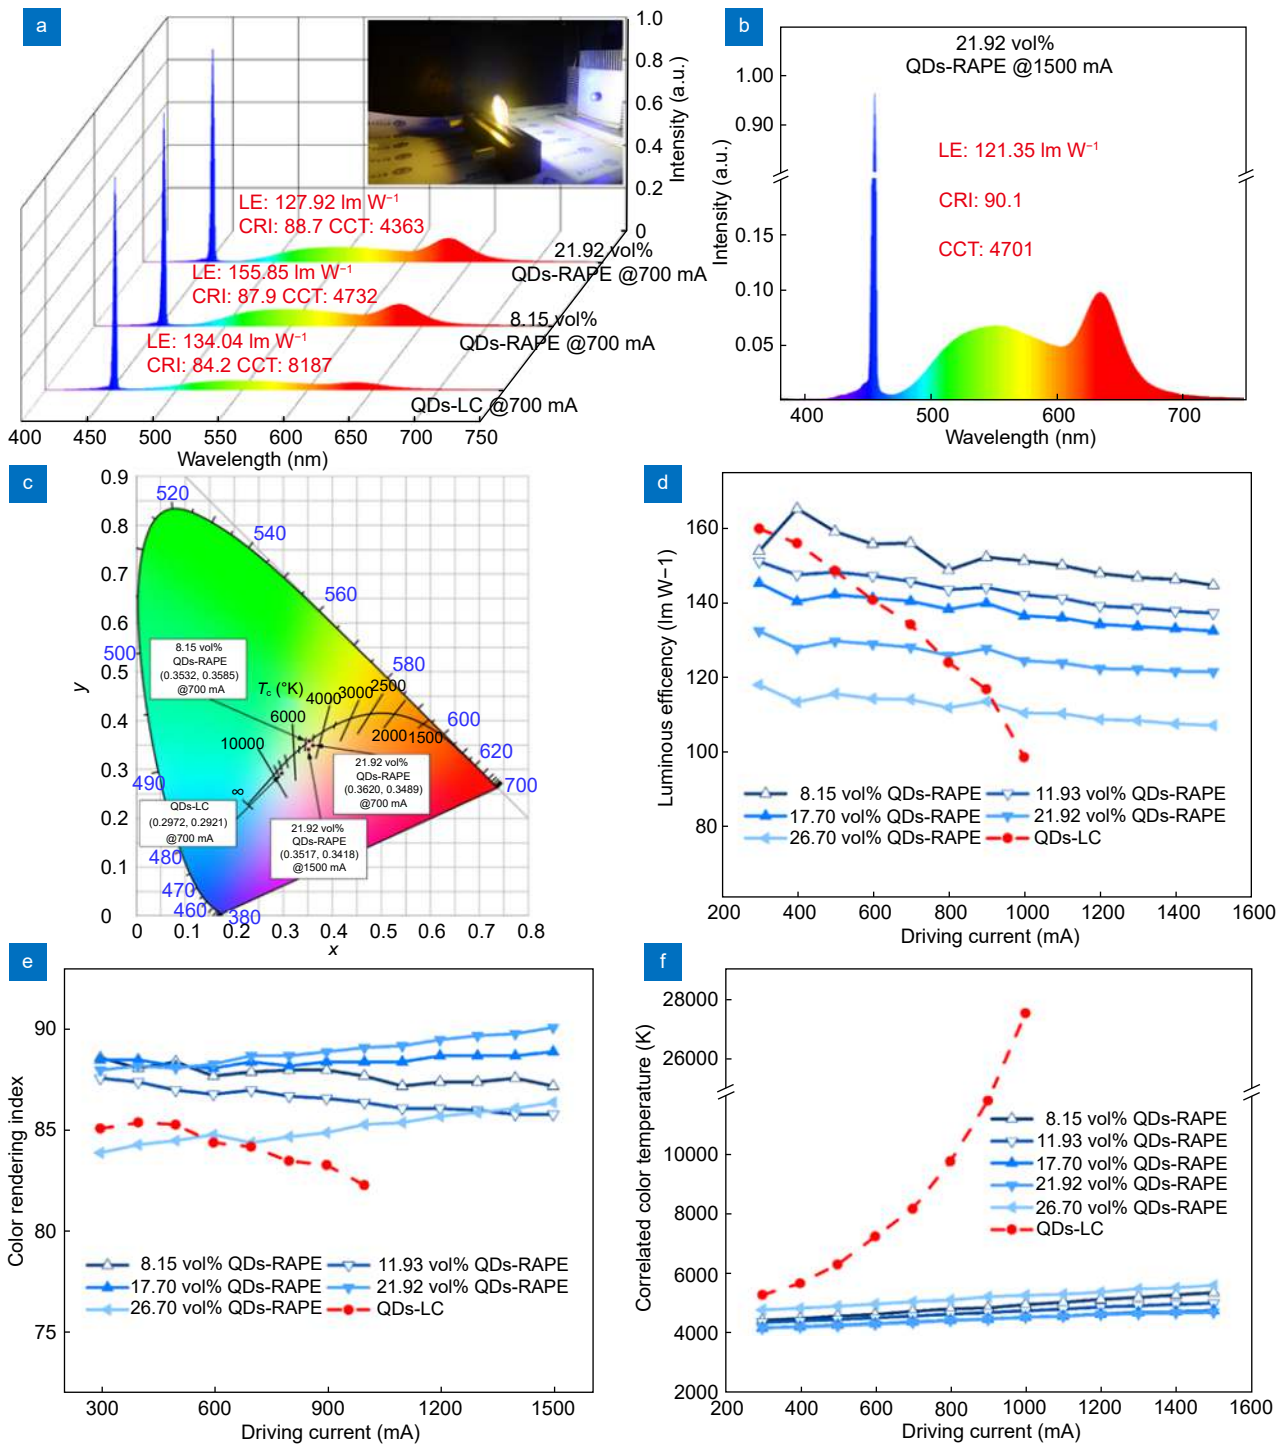 a
1.0
0.8
0.6
0.4
0.2
0
Intensity (a.u.)
LE: 127.92 lm W⁻¹
CRI: 88.7 CCT: 4363
21.92 vol%
QDs-RAPE @700 mA
LE: 155.85 lm W⁻¹
CRI: 87.9 CCT: 4732
8.15 vol%
QDs-RAPE @700 mA
LE: 134.04 lm W⁻¹
CRI: 84.2 CCT: 8187
QDs-LC @700 mA
400 450 500 550 600 650 700 750
Wavelength (nm)
b
21.92 vol%
QDs-RAPE @1500 mA
1.00
0.90
0.15
0.10
0.05
Intensity (a.u.)
LE: 121.35 lm W⁻¹
CRI: 90.1
CCT: 4701
400 500 600 700
Wavelength (nm)
c
0.9
0.8
0.7
0.6
0.5
0.4
0.3
0.2
0.1
0
y
520
540
560
580
600
620
700
500
490
480
470
460
380
8.15 vol%
QDs-RAPE
(0.3532, 0.3585)
@700 mA
Tc (°K)
2500
3000
4000
6000
10000
2000
1500
∞
21.92 vol%
QDs-RAPE
(0.3620, 0.3489)
@700 mA
QDs-LC
(0.2972, 0.2921)
@700 mA
21.92 vol%
QDs-RAPE
(0.3517, 0.3418)
@1500 mA
0 0.1 0.2 0.3 0.4 0.5 0.6 0.7 0.8
x
d
160
140
120
100
80
Luminous efficency (lm W−1)
8.15 vol% QDs-RAPE 11.93 vol% QDs-RAPE
17.70 vol% QDs-RAPE 21.92 vol% QDs-RAPE
26.70 vol% QDs-RAPE QDs-LC
200 400 600 800 1000 1200 1400 1600
Driving current (mA)
e
90
85
80
75
Color rendering index
8.15 vol% QDs-RAPE 11.93 vol% QDs-RAPE
17.70 vol% QDs-RAPE 21.92 vol% QDs-RAPE
26.70 vol% QDs-RAPE QDs-LC
300 600 900 1200 1500
Driving current (mA)
f
28000
26000
10000
8000
6000
4000
2000
Correlated color temperature (K)
8.15 vol% QDs-RAPE
11.93 vol% QDs-RAPE
17.70 vol% QDs-RAPE
21.92 vol% QDs-RAPE
26.70 vol% QDs-RAPE
QDs-LC
200 400 600 800 1000 1200 1400 1600
Driving current (mA)